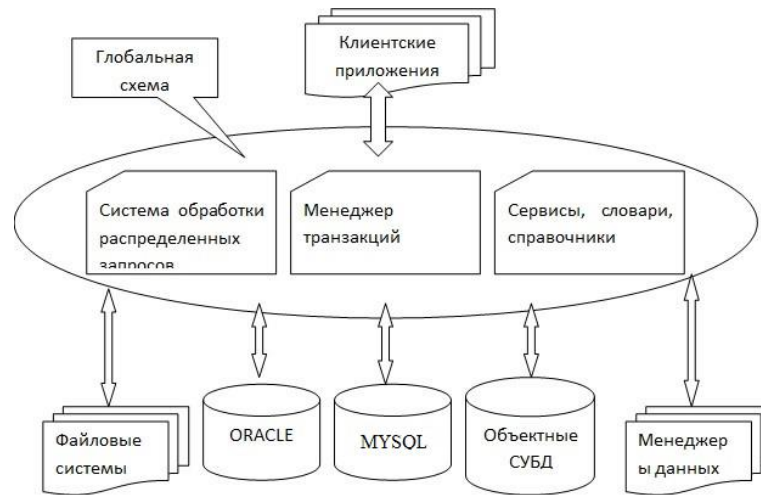 Глобальная
схема
Клиентские
приложения
Система обработки
распределенных
запросов
Менеджер
транзакций
Сервисы, словари,
справочники
Файловые
системы
ORACLE
MYSQL
Объектные
СУБД
Менеджер
ы данных